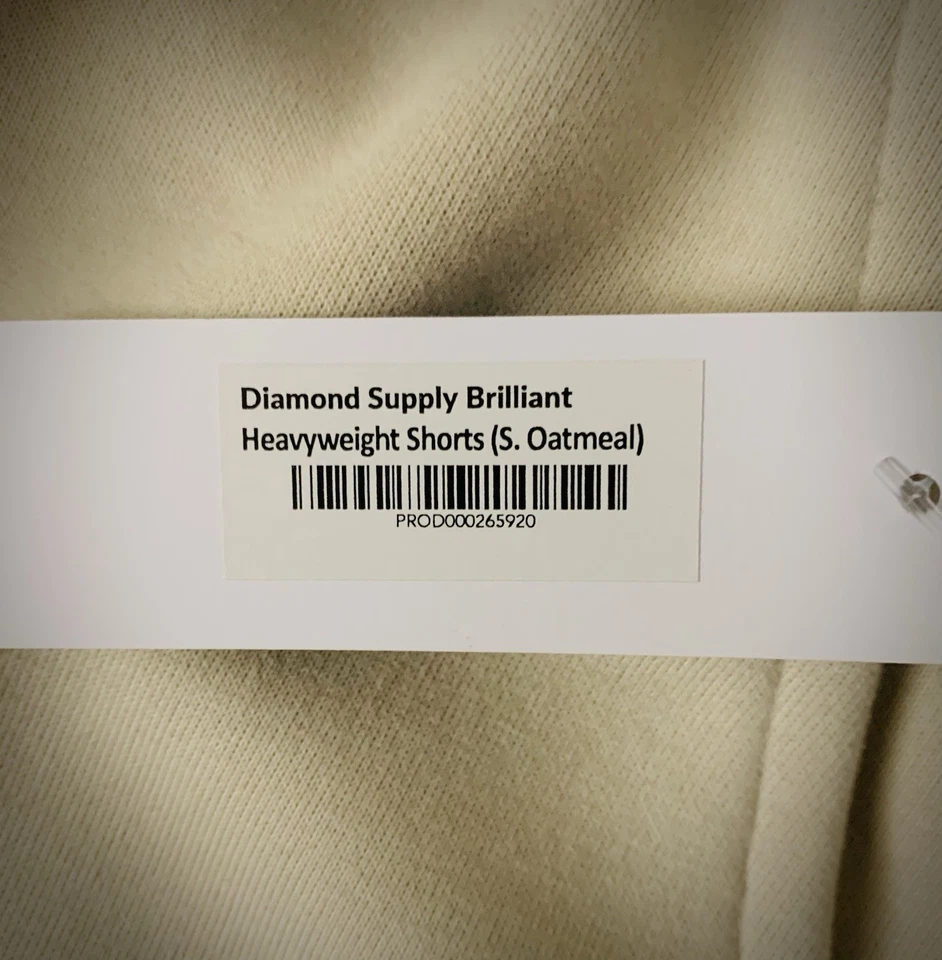 Diamond Supply Brilliant
Heavyweight Shorts (S. Oatmeal)
PROD000265920